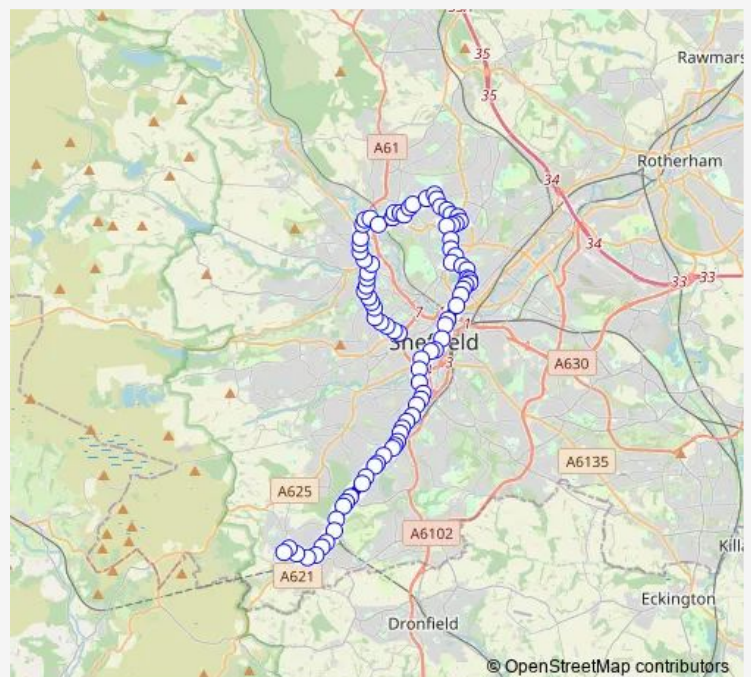 35
35
Rawmars
A61
Rotherham
34
34
33
33
7
1
Sheffield
3
A630
A6135
A625
A6102
A621
Killa
Eckington
Dronfield
© OpenStreetMap contributors